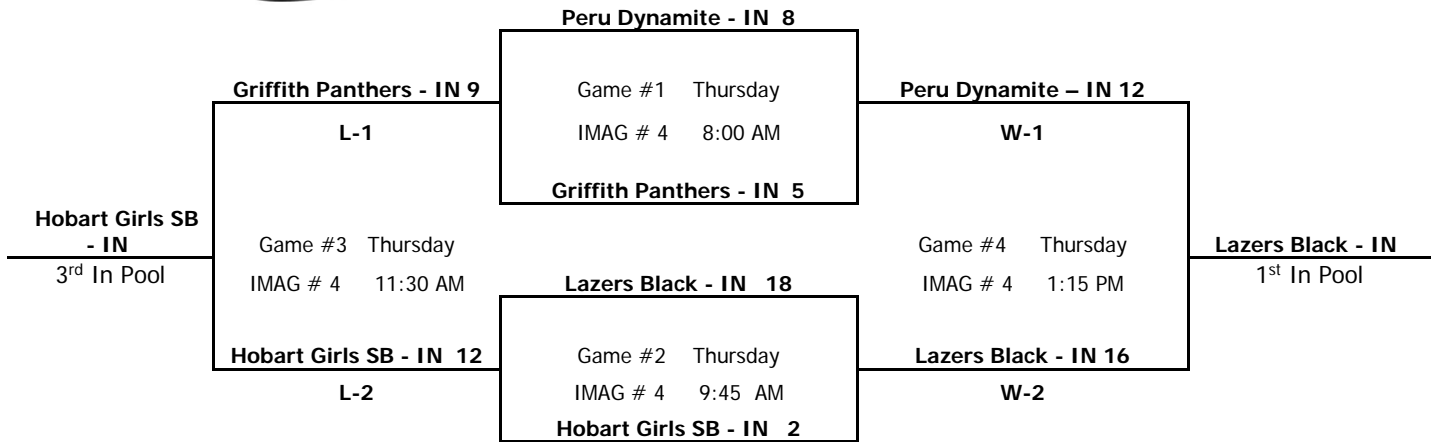 Peru Dynamite - IN 8
Griffith Panthers - IN 9
Game #1 Thursday
Peru Dynamite – IN 12
L-1
IMAG # 4 8:00 AM
W-1
Griffith Panthers - IN 5
Hobart Girls SB
- IN
3rd In Pool
Game #3 Thursday
IMAG # 4 11:30 AM
Game #4 Thursday
IMAG # 4 1:15 PM
Lazers Black - IN
1st In Pool
Lazers Black - IN 18
Hobart Girls SB - IN 12
Game #2 Thursday
Lazers Black - IN 16
L-2
IMAG # 4 9:45 AM
W-2
Hobart Girls SB - IN 2